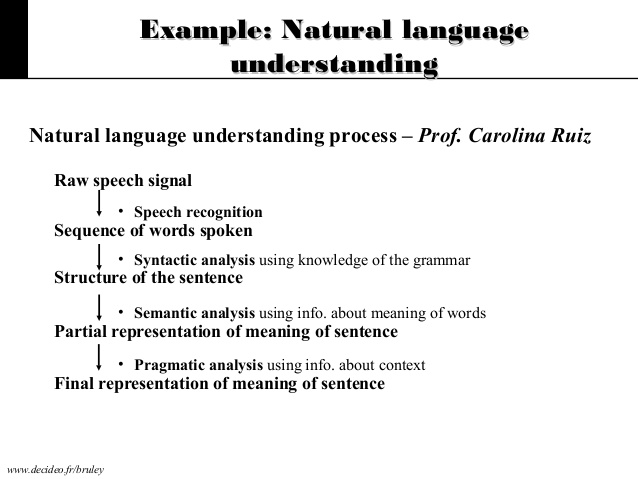 Example: Natural language
understanding
Natural language understanding process – Prof. Carolina Ruiz
Raw speech signal
• Speech recognition
Sequence of words spoken
• Syntactic analysis using knowledge of the grammar
Structure of the sentence
• Semantic analysis using info. about meaning of words
Partial representation of meaning of sentence
• Pragmatic analysis using info. about context
Final representation of meaning of sentence
www.decideo.fr/bruley